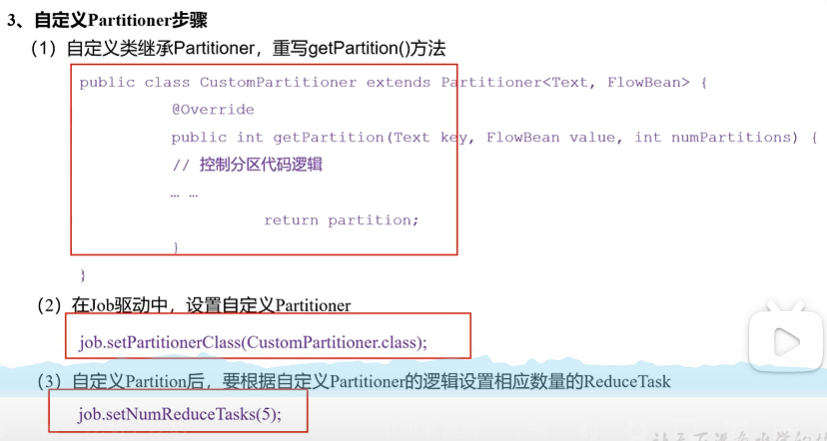 3、自定义Partitioner步骤
（1）自定义类继承Partitioner，重写getPartition()方法
public class CustomPartitioner extends Partitioner<Text, FlowBean> {
@Override
public int getPartition(Text key, FlowBean value, int numPartitions) {
// 控制分区代码逻辑
… …
return partition;
}
}
（2）在Job驱动中，设置自定义Partitioner
job.setPartitionerClass(CustomPartitioner.class);
（3）自定义Partition后，要根据自定义Partitioner的逻辑设置相应数量的ReduceTask
job.setNumReduceTasks(5);